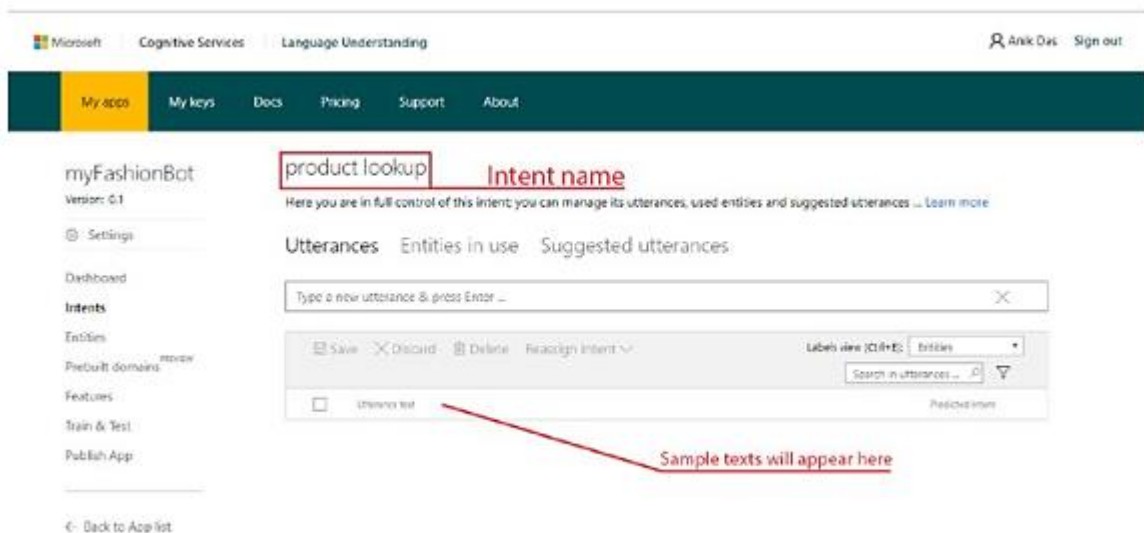 Microsoft Cognitive Services Language Understanding Anik Das Sign out
My apps My keys Docs Pricing Support About
myFashionBot
Version: 0.1
Settings
Dashboard
Intents
Entities
Prebuilt domains PREVIEW
Features
Train & Test
Publish App
← Back to App list
product lookup Intent name
Here you are in full control of this intent; you can manage its utterances, used entities and suggested utterances ... Learn more
Utterances Entities in use Suggested utterances
Type a new utterance & press Enter ...
Save Discard Delete Reassign Intent Labels view (Ctrl+E): Entities
Search in utterances ...
Utterance text Predicted intent
Sample texts will appear here